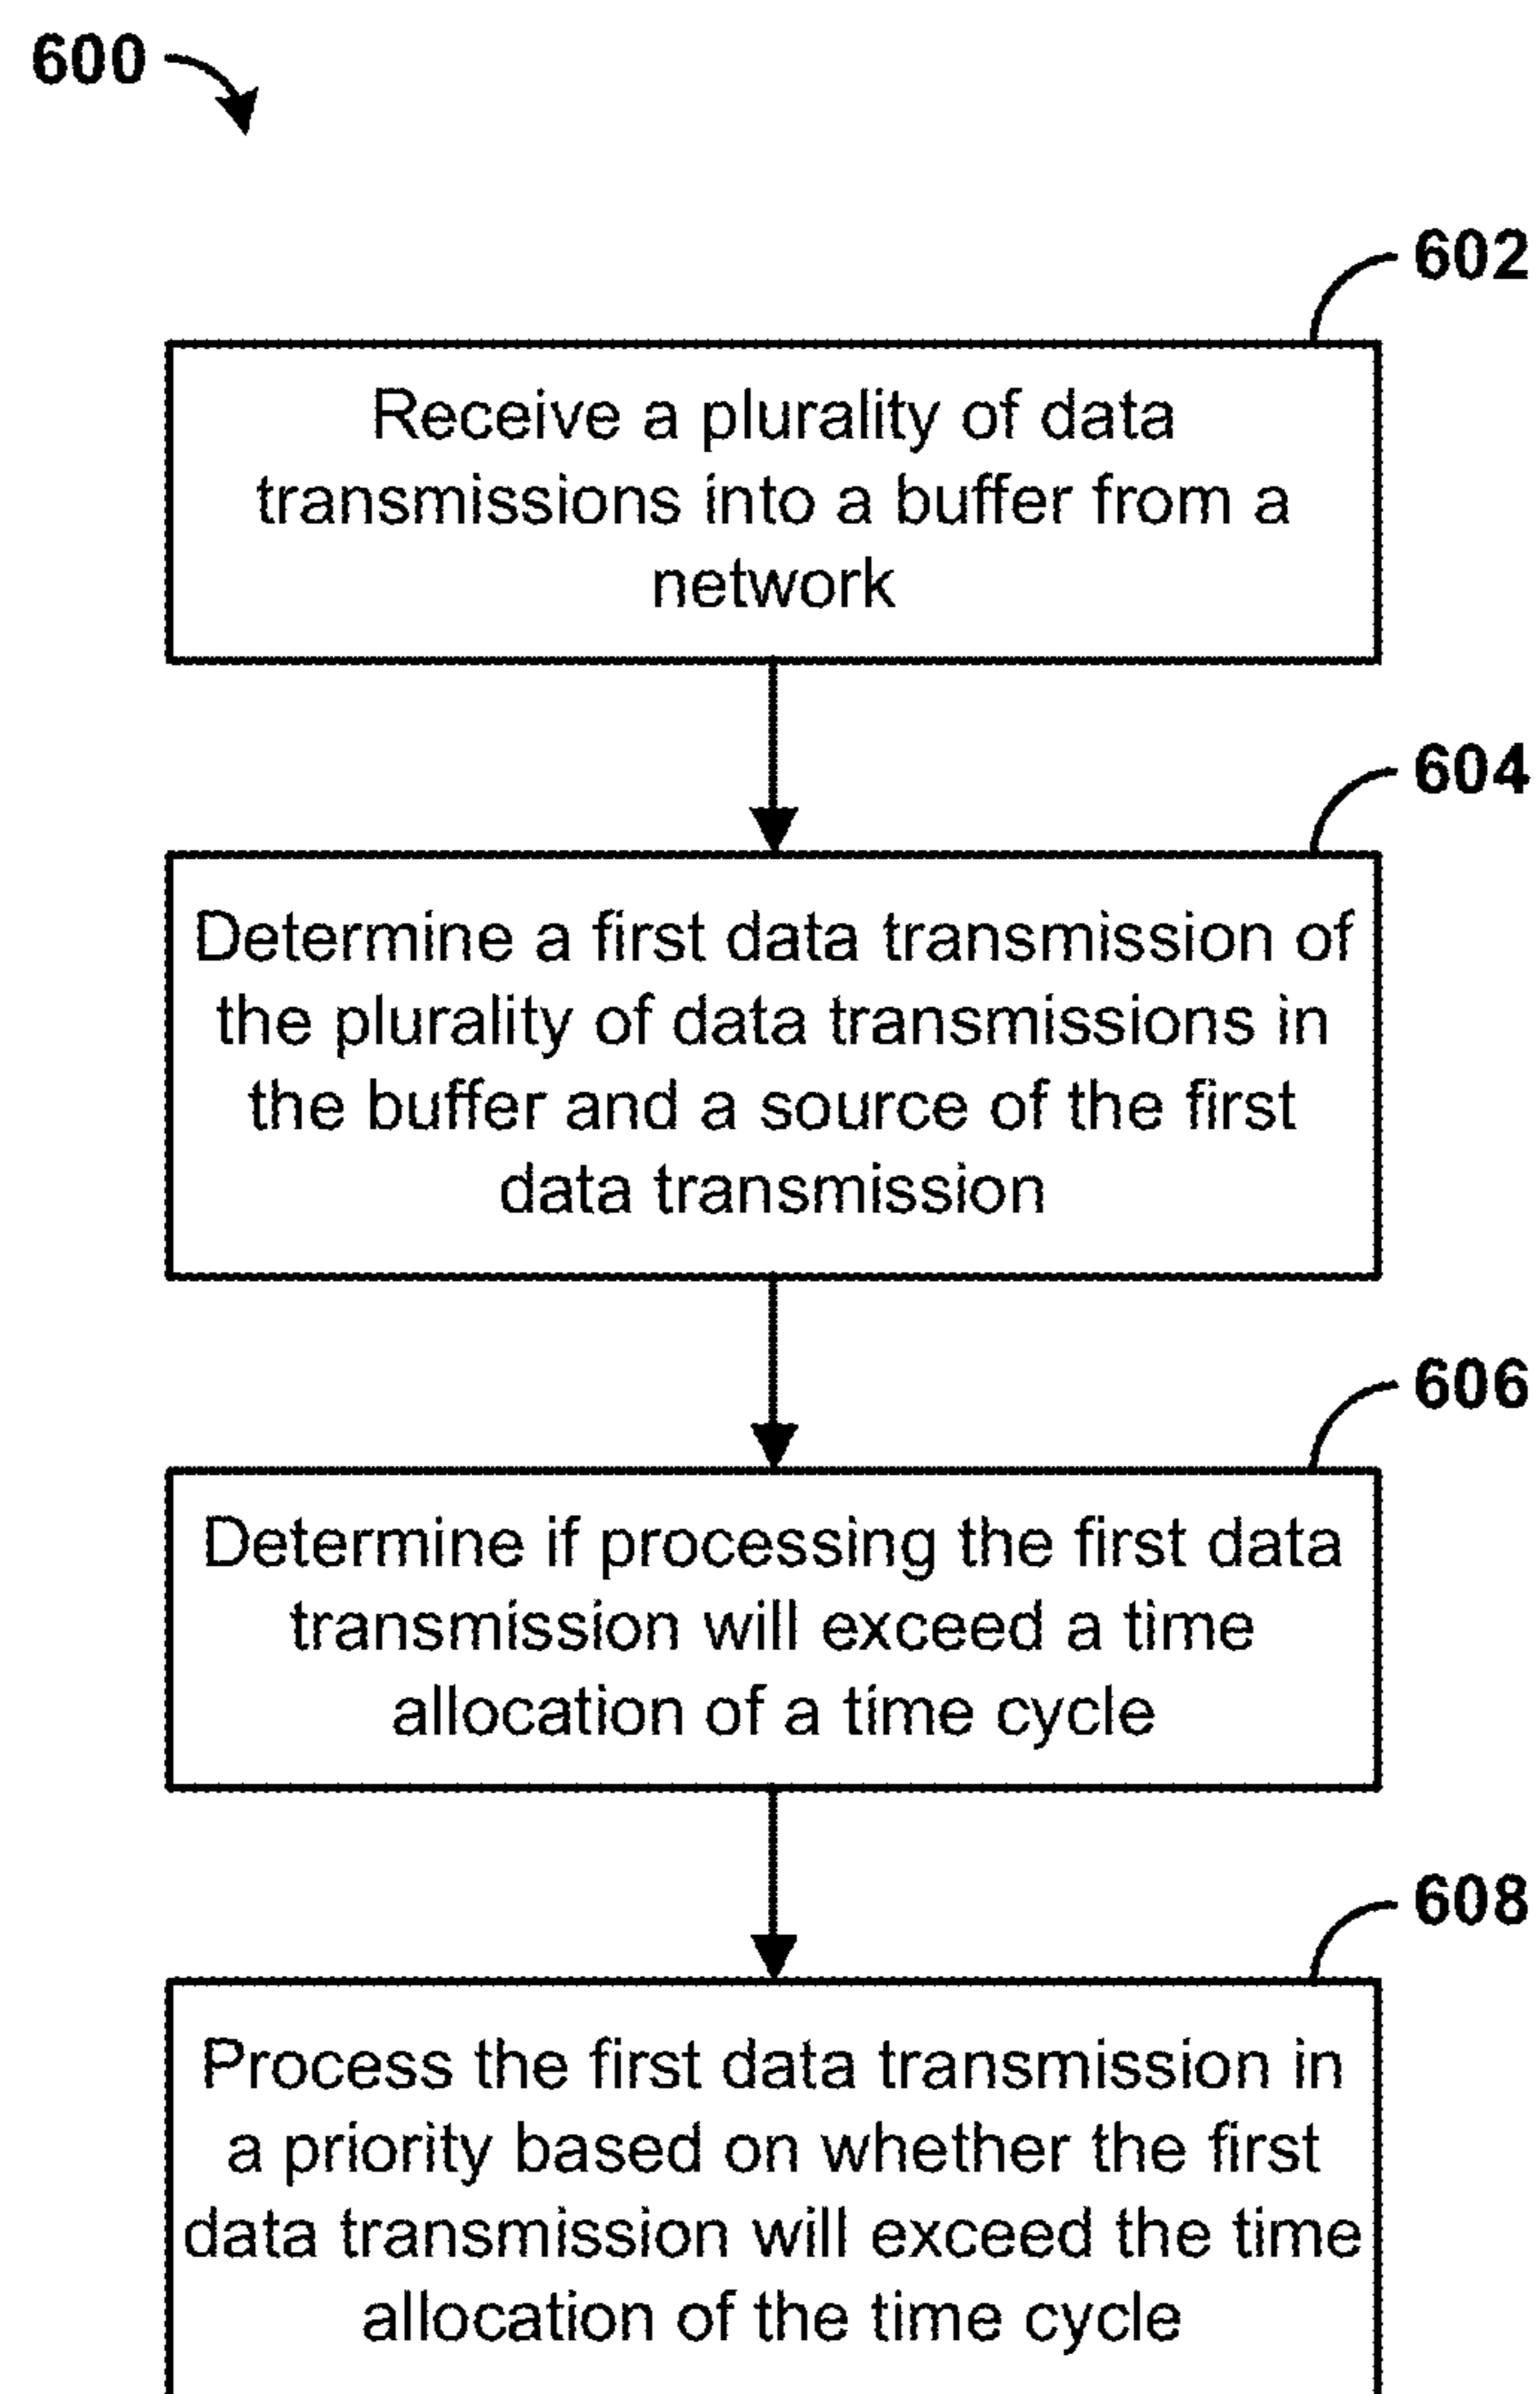 600
602
Receive a plurality of data
transmissions into a buffer from a
network
604
Determine a first data transmission of
the plurality of data transmissions in
the buffer and a source of the first
data transmission
606
Determine if processing the first data
transmission will exceed a time
allocation of a time cycle
608
Process the first data transmission in
a priority based on whether the first
data transmission will exceed the time
allocation of the time cycle